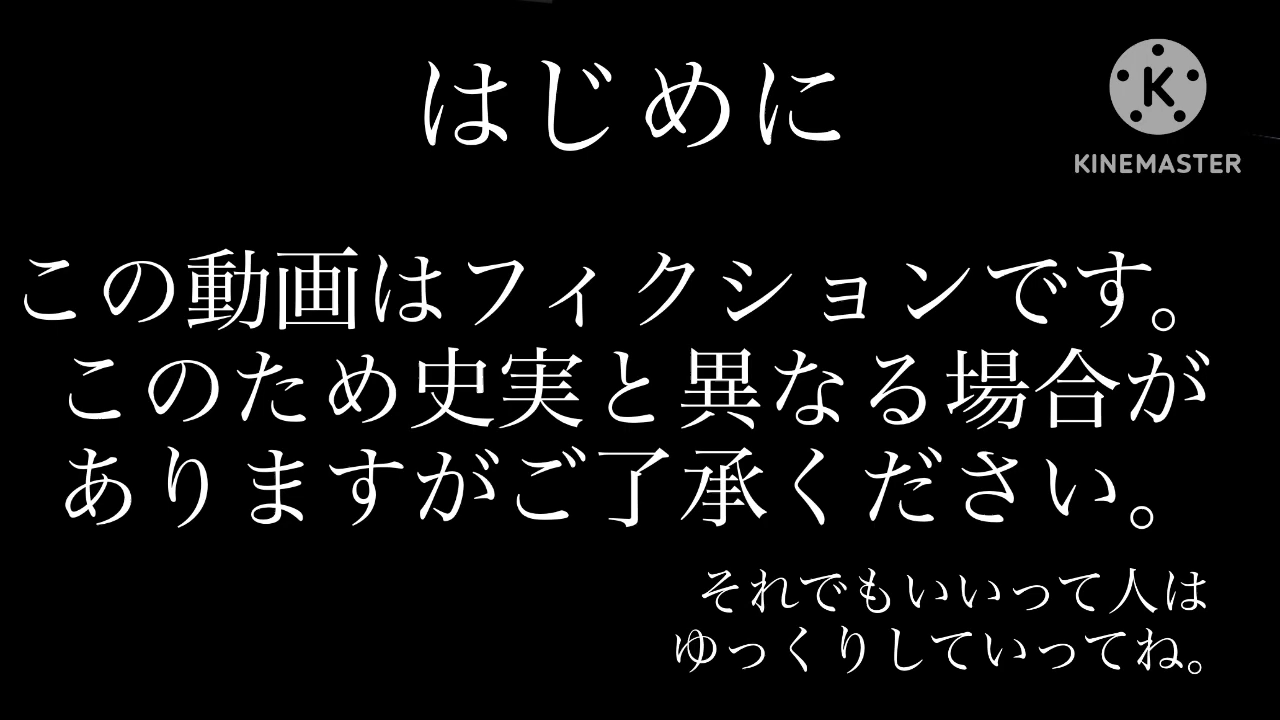 はじめに
KINEMASTER
この動画はフィクションです。
このため史実と異なる場合が
ありますがご了承ください。
それでもいいって人は
ゆっくりしていってね。